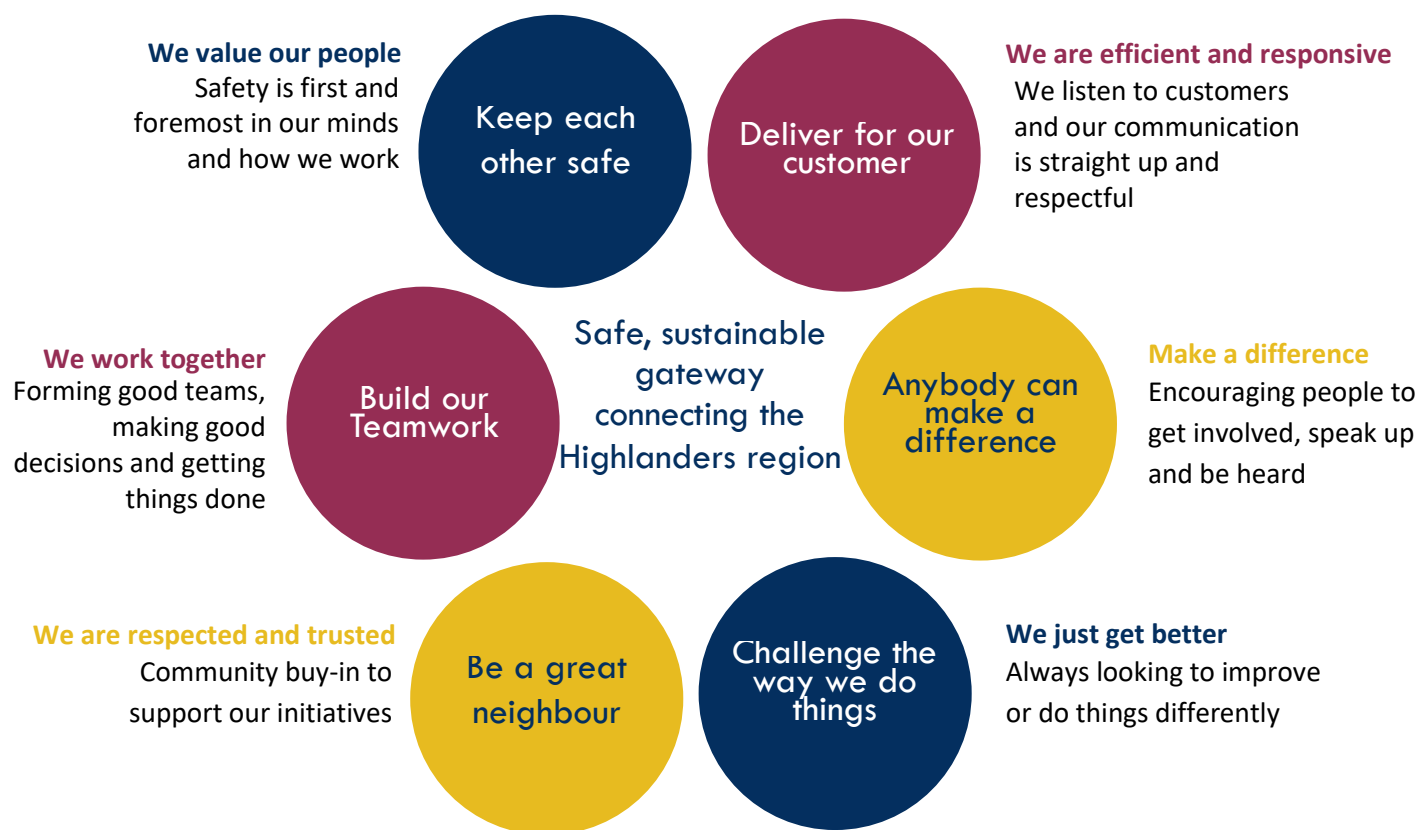 We value our people
Safety is first and
foremost in our minds
and how we work
Keep each
other safe
Deliver for our
customer
We are efficient and responsive
We listen to customers
and our communication
is straight up and
respectful
We work together
Forming good teams,
making good
decisions and getting
things done
Build our
Teamwork
Safe, sustainable
gateway
connecting the
Highlanders region
Anybody can
make a
difference
Make a difference
Encouraging people to
get involved, speak up
and be heard
We are respected and trusted
Community buy-in to
support our initiatives
Be a great
neighbour
Challenge the
way we do
things
We just get better
Always looking to improve
or do things differently